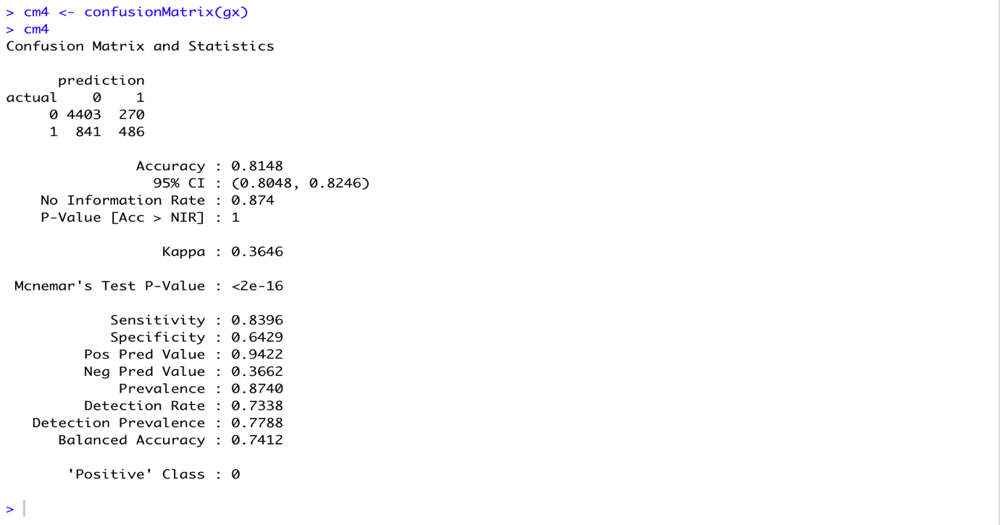 > cm4 <- confusionMatrix(gx)
> cm4
Confusion Matrix and Statistics
prediction
actual 0 1
0 4403 270
1 841 486
Accuracy : 0.8148
95% CI : (0.8048, 0.8246)
No Information Rate : 0.874
P-Value [Acc > NIR] : 1
Kappa : 0.3646
Mcnemar's Test P-Value : <2e-16
Sensitivity : 0.8396
Specificity : 0.6429
Pos Pred Value : 0.9422
Neg Pred Value : 0.3662
Prevalence : 0.8740
Detection Rate : 0.7338
Detection Prevalence : 0.7788
Balanced Accuracy : 0.7412
'Positive' Class : 0
>